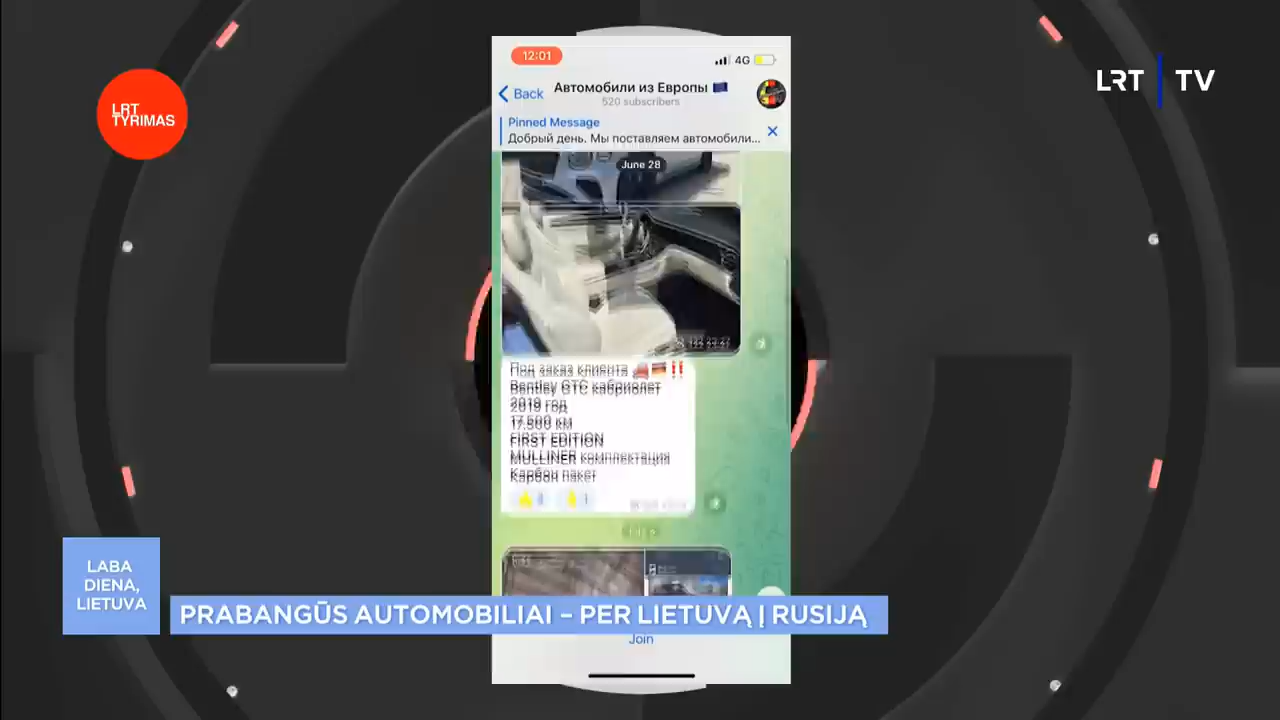 12:01
4G
LRT TV
LRT
TYRIMAS
Back
Автомобили из Европы
520 subscribers
Pinned Message
Добрый день. Мы поставляем автомобили...
June 28
Под заказ клиента
Bentley GTC кабриолет
2019 год
17.500 км
FIRST EDITION
MULLINER комплектация
Карбон пакет
LABA
DIENA,
LIETUVA
PRABANGŪS AUTOMOBILIAI – PER LIETUVĄ Į RUSIJĄ
Join